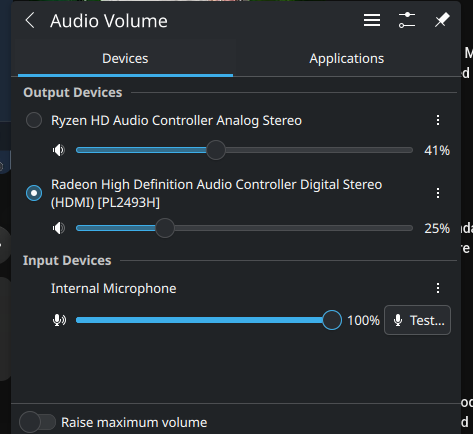 Audio Volume
Devices
Applications
Output Devices
Ryzen HD Audio Controller Analog Stereo
41%
Radeon High Definition Audio Controller Digital Stereo
(HDMI) [PL2493H]
25%
Input Devices
Internal Microphone
100%
Test...
Raise maximum volume